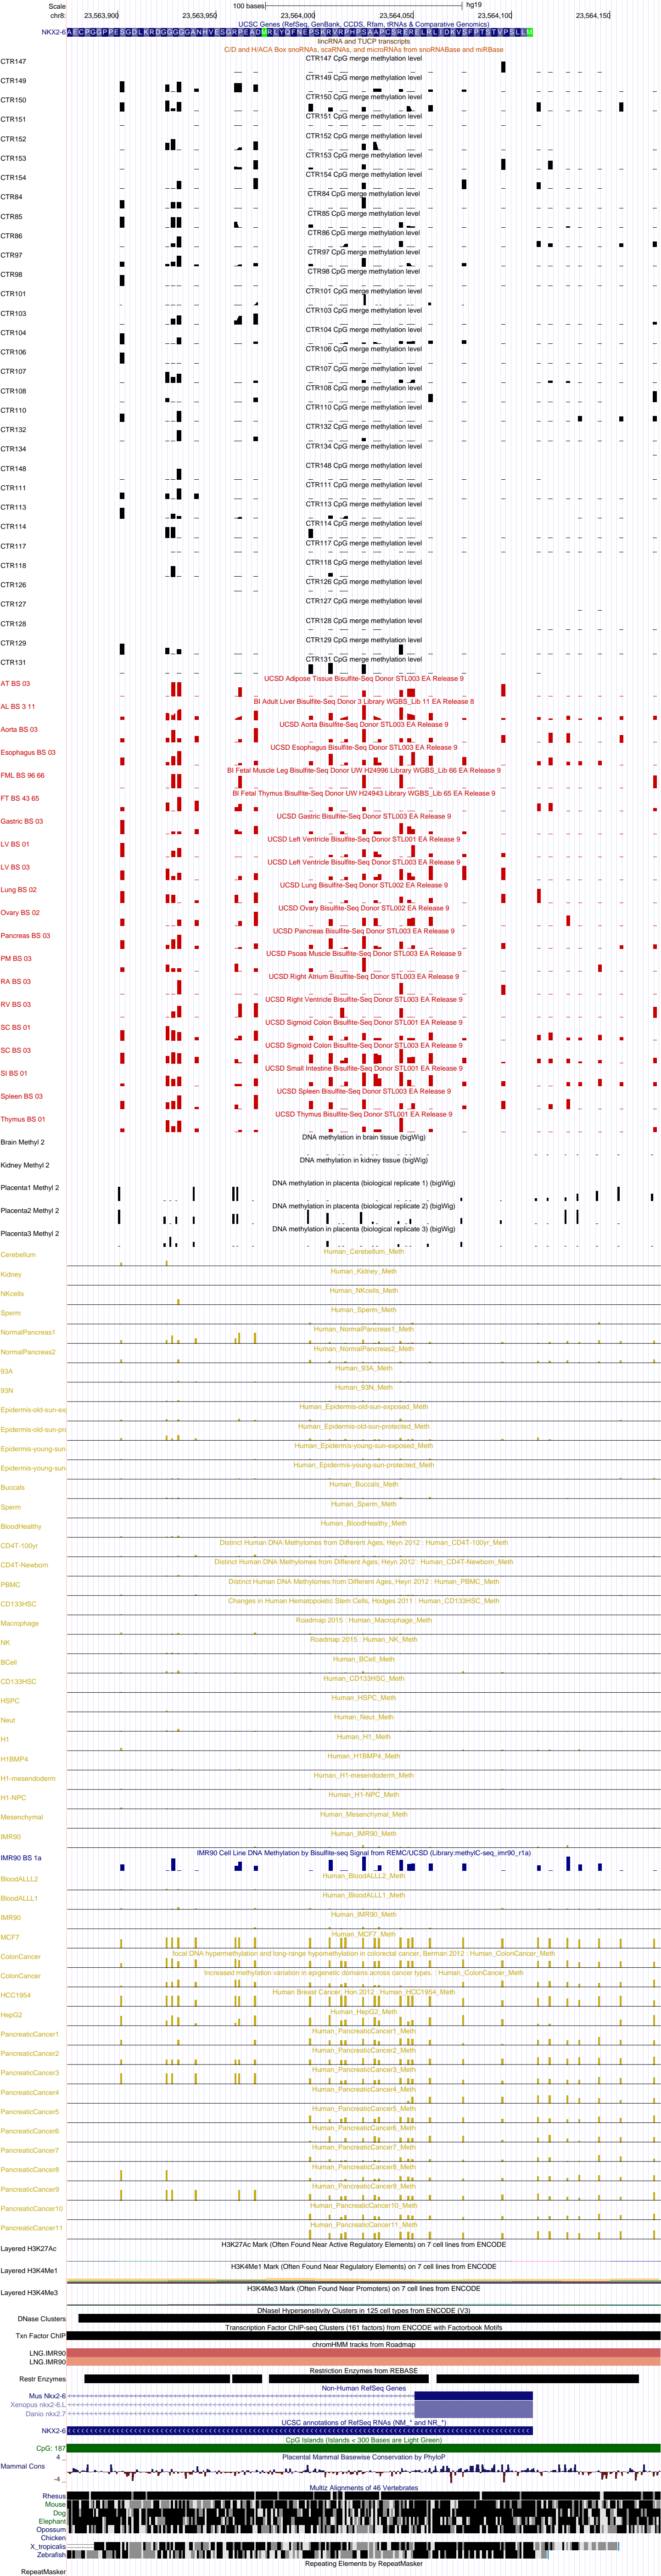 Scale 100 bases hg19
chr8: 23,563,900 23,563,950 23,564,000 23,564,050 23,564,100 23,564,150
UCSC Genes (RefSeq, GenBank, CCDS, Rfam, tRNAs & Comparative Genomics)
NKX2-6
lincRNA and TUCP transcripts
C/D and H/ACA Box snoRNAs, scaRNAs, and microRNAs from snoRNABase and miRBase
CTR147 CTR147 CpG merge methylation level
CTR149 CTR149 CpG merge methylation level
CTR150 CTR150 CpG merge methylation level
CTR151 CTR151 CpG merge methylation level
CTR152 CTR152 CpG merge methylation level
CTR153 CTR153 CpG merge methylation level
CTR154 CTR154 CpG merge methylation level
CTR84 CTR84 CpG merge methylation level
CTR85 CTR85 CpG merge methylation level
CTR86 CTR86 CpG merge methylation level
CTR97 CTR97 CpG merge methylation level
CTR98 CTR98 CpG merge methylation level
CTR101 CTR101 CpG merge methylation level
CTR103 CTR103 CpG merge methylation level
CTR104 CTR104 CpG merge methylation level
CTR106 CTR106 CpG merge methylation level
CTR107 CTR107 CpG merge methylation level
CTR108 CTR108 CpG merge methylation level
CTR110 CTR110 CpG merge methylation level
CTR132 CTR132 CpG merge methylation level
CTR134 CTR134 CpG merge methylation level
CTR148 CTR148 CpG merge methylation level
CTR111 CTR111 CpG merge methylation level
CTR113 CTR113 CpG merge methylation level
CTR114 CTR114 CpG merge methylation level
CTR117 CTR117 CpG merge methylation level
CTR118 CTR118 CpG merge methylation level
CTR126 CTR126 CpG merge methylation level
CTR127 CTR127 CpG merge methylation level
CTR128 CTR128 CpG merge methylation level
CTR129 CTR129 CpG merge methylation level
CTR131 CTR131 CpG merge methylation level
AT BS 03 UCSD Adipose Tissue Bisulfite-Seq Donor STL003 EA Release 9
AL BS 3 11 BI Adult Liver Bisulfite-Seq Donor 3 Library WGBS_Lib 11 EA Release 8
Aorta BS 03 UCSD Aorta Bisulfite-Seq Donor STL003 EA Release 9
Esophagus BS 03 UCSD Esophagus Bisulfite-Seq Donor STL003 EA Release 9
FML BS 96 66 BI Fetal Muscle Leg Bisulfite-Seq Donor UW H24996 Library WGBS_Lib 66 EA Release 9
FT BS 43 65 BI Fetal Thymus Bisulfite-Seq Donor UW H24943 Library WGBS_Lib 65 EA Release 9
Gastric BS 03 UCSD Gastric Bisulfite-Seq Donor STL003 EA Release 9
LV BS 01 UCSD Left Ventricle Bisulfite-Seq Donor STL001 EA Release 9
LV BS 03 UCSD Left Ventricle Bisulfite-Seq Donor STL003 EA Release 9
Lung BS 02 UCSD Lung Bisulfite-Seq Donor STL002 EA Release 9
Ovary BS 02 UCSD Ovary Bisulfite-Seq Donor STL002 EA Release 9
Pancreas BS 03 UCSD Pancreas Bisulfite-Seq Donor STL003 EA Release 9
PM BS 03 UCSD Psoas Muscle Bisulfite-Seq Donor STL003 EA Release 9
RA BS 03 UCSD Right Atrium Bisulfite-Seq Donor STL003 EA Release 9
RV BS 03 UCSD Right Ventricle Bisulfite-Seq Donor STL003 EA Release 9
SC BS 01 UCSD Sigmoid Colon Bisulfite-Seq Donor STL001 EA Release 9
SC BS 03 UCSD Sigmoid Colon Bisulfite-Seq Donor STL003 EA Release 9
SI BS 01 UCSD Small Intestine Bisulfite-Seq Donor STL001 EA Release 9
Spleen BS 03 UCSD Spleen Bisulfite-Seq Donor STL003 EA Release 9
Thymus BS 01 UCSD Thymus Bisulfite-Seq Donor STL001 EA Release 9
Brain Methyl 2 DNA methylation in brain tissue (bigWig)
Kidney Methyl 2 DNA methylation in kidney tissue (bigWig)
Placenta1 Methyl 2 DNA methylation in placenta (biological replicate 1) (bigWig)
Placenta2 Methyl 2 DNA methylation in placenta (biological replicate 2) (bigWig)
Placenta3 Methyl 2 DNA methylation in placenta (biological replicate 3) (bigWig)
Cerebellum Human_Cerebellum_Meth
Kidney Human_Kidney_Meth
NKcells Human_NKcells_Meth
Sperm Human_Sperm_Meth
NormalPancreas1 Human_NormalPancreas1_Meth
NormalPancreas2 Human_NormalPancreas2_Meth
93A Human_93A_Meth
93N Human_93N_Meth
Epidermis-old-sun-ex Human_Epidermis-old-sun-exposed_Meth
Epidermis-old-sun-pr Human_Epidermis-old-sun-protected_Meth
Epidermis-young-sun Human_Epidermis-young-sun-exposed_Meth
Epidermis-young-sun Human_Epidermis-young-sun-protected_Meth
Buccals Human_Buccals_Meth
Sperm Human_Sperm_Meth
BloodHealthy Human_BloodHealthy_Meth
CD4T-100yr Distinct Human DNA Methylomes from Different Ages, Heyn 2012 : Human_CD4T-100yr_Meth
CD4T-Newborn Distinct Human DNA Methylomes from Different Ages, Heyn 2012 : Human_CD4T-Newborn_Meth
PBMC Distinct Human DNA Methylomes from Different Ages, Heyn 2012 : Human_PBMC_Meth
CD133HSC Changes in Human Hematopoietic Stem Cells, Hodges 2011 : Human_CD133HSC_Meth
Macrophage Roadmap 2015 : Human_Macrophage_Meth
NK Roadmap 2015 : Human_NK_Meth
BCell Human_BCell_Meth
CD133HSC Human_CD133HSC_Meth
HSPC Human_HSPC_Meth
Neut Human_Neut_Meth
H1 Human_H1_Meth
H1BMP4 Human_H1BMP4_Meth
H1-mesendoderm Human_H1-mesendoderm_Meth
H1-NPC Human_H1-NPC_Meth
Mesenchymal Human_Mesenchymal_Meth
IMR90 Human_IMR90_Meth
IMR90 BS 1a IMR90 Cell Line DNA Methylation by Bisulfite-seq Signal from REMC/UCSD (Library:methylC-seq_imr90_r1a)
BloodALLL2 Human_BloodALLL2_Meth
BloodALLL1 Human_BloodALLL1_Meth
IMR90 Human_IMR90_Meth
MCF7 Human_MCF7_Meth
ColonCancer focal DNA hypermethylation and long-range hypomethylation in colorectal cancer, Berman 2012 : Human_ColonCancer_Meth
ColonCancer Increased methylation variation in epigenetic domains across cancer types. : Human_ColonCancer_Meth
HCC1954 Human Breast Cancer, Hon 2012 : Human_HCC1954_Meth
HepG2 Human_HepG2_Meth
PancreaticCancer1 Human_PancreaticCancer1_Meth
PancreaticCancer2 Human_PancreaticCancer2_Meth
PancreaticCancer3 Human_PancreaticCancer3_Meth
PancreaticCancer4 Human_PancreaticCancer4_Meth
PancreaticCancer5 Human_PancreaticCancer5_Meth
PancreaticCancer6 Human_PancreaticCancer6_Meth
PancreaticCancer7 Human_PancreaticCancer7_Meth
PancreaticCancer8 Human_PancreaticCancer8_Meth
PancreaticCancer9 Human_PancreaticCancer9_Meth
PancreaticCancer10 Human_PancreaticCancer10_Meth
PancreaticCancer11 Human_PancreaticCancer11_Meth
Layered H3K27Ac H3K27Ac Mark (Often Found Near Active Regulatory Elements) on 7 cell lines from ENCODE
Layered H3K4Me1 H3K4Me1 Mark (Often Found Near Regulatory Elements) on 7 cell lines from ENCODE
Layered H3K4Me3 H3K4Me3 Mark (Often Found Near Promoters) on 7 cell lines from ENCODE
DNaseI Hypersensitivity Clusters in 125 cell types from ENCODE (V3)
DNase Clusters
Transcription Factor ChIP-seq Clusters (161 factors) from ENCODE with Factorbook Motifs
Txn Factor ChIP
chromHMM tracks from Roadmap
LNG.IMR90
LNG.IMR90
Restriction Enzymes from REBASE
Restr Enzymes
Non-Human RefSeq Genes
Mus Nkx2-6
Xenopus nkx2-6.L
Danio nkx2.7
UCSC annotations of RefSeq RNAs (NM_* and NR_*)
NKX2-6
CpG Islands (Islands < 300 Bases are Light Green)
CpG: 187
4 _ Placental Mammal Basewise Conservation by PhyloP
Mammal Cons
-4 _
Multiz Alignments of 46 Vertebrates
Rhesus
Mouse
Dog
Elephant
Opossum
Chicken
X_tropicalis
Zebrafish
Repeating Elements by RepeatMasker
RepeatMasker